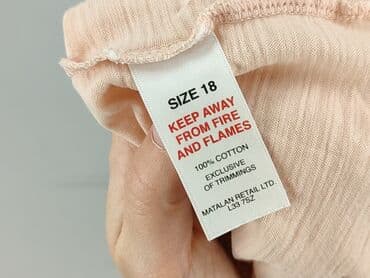 SIZE 18
KEEP AWAY
FROM FIRE
AND FLAMES
100% COTTON
EXCLUSIVE
OF TRIMMINGS
MATALAN RETAIL LTD.
L33 7SZ